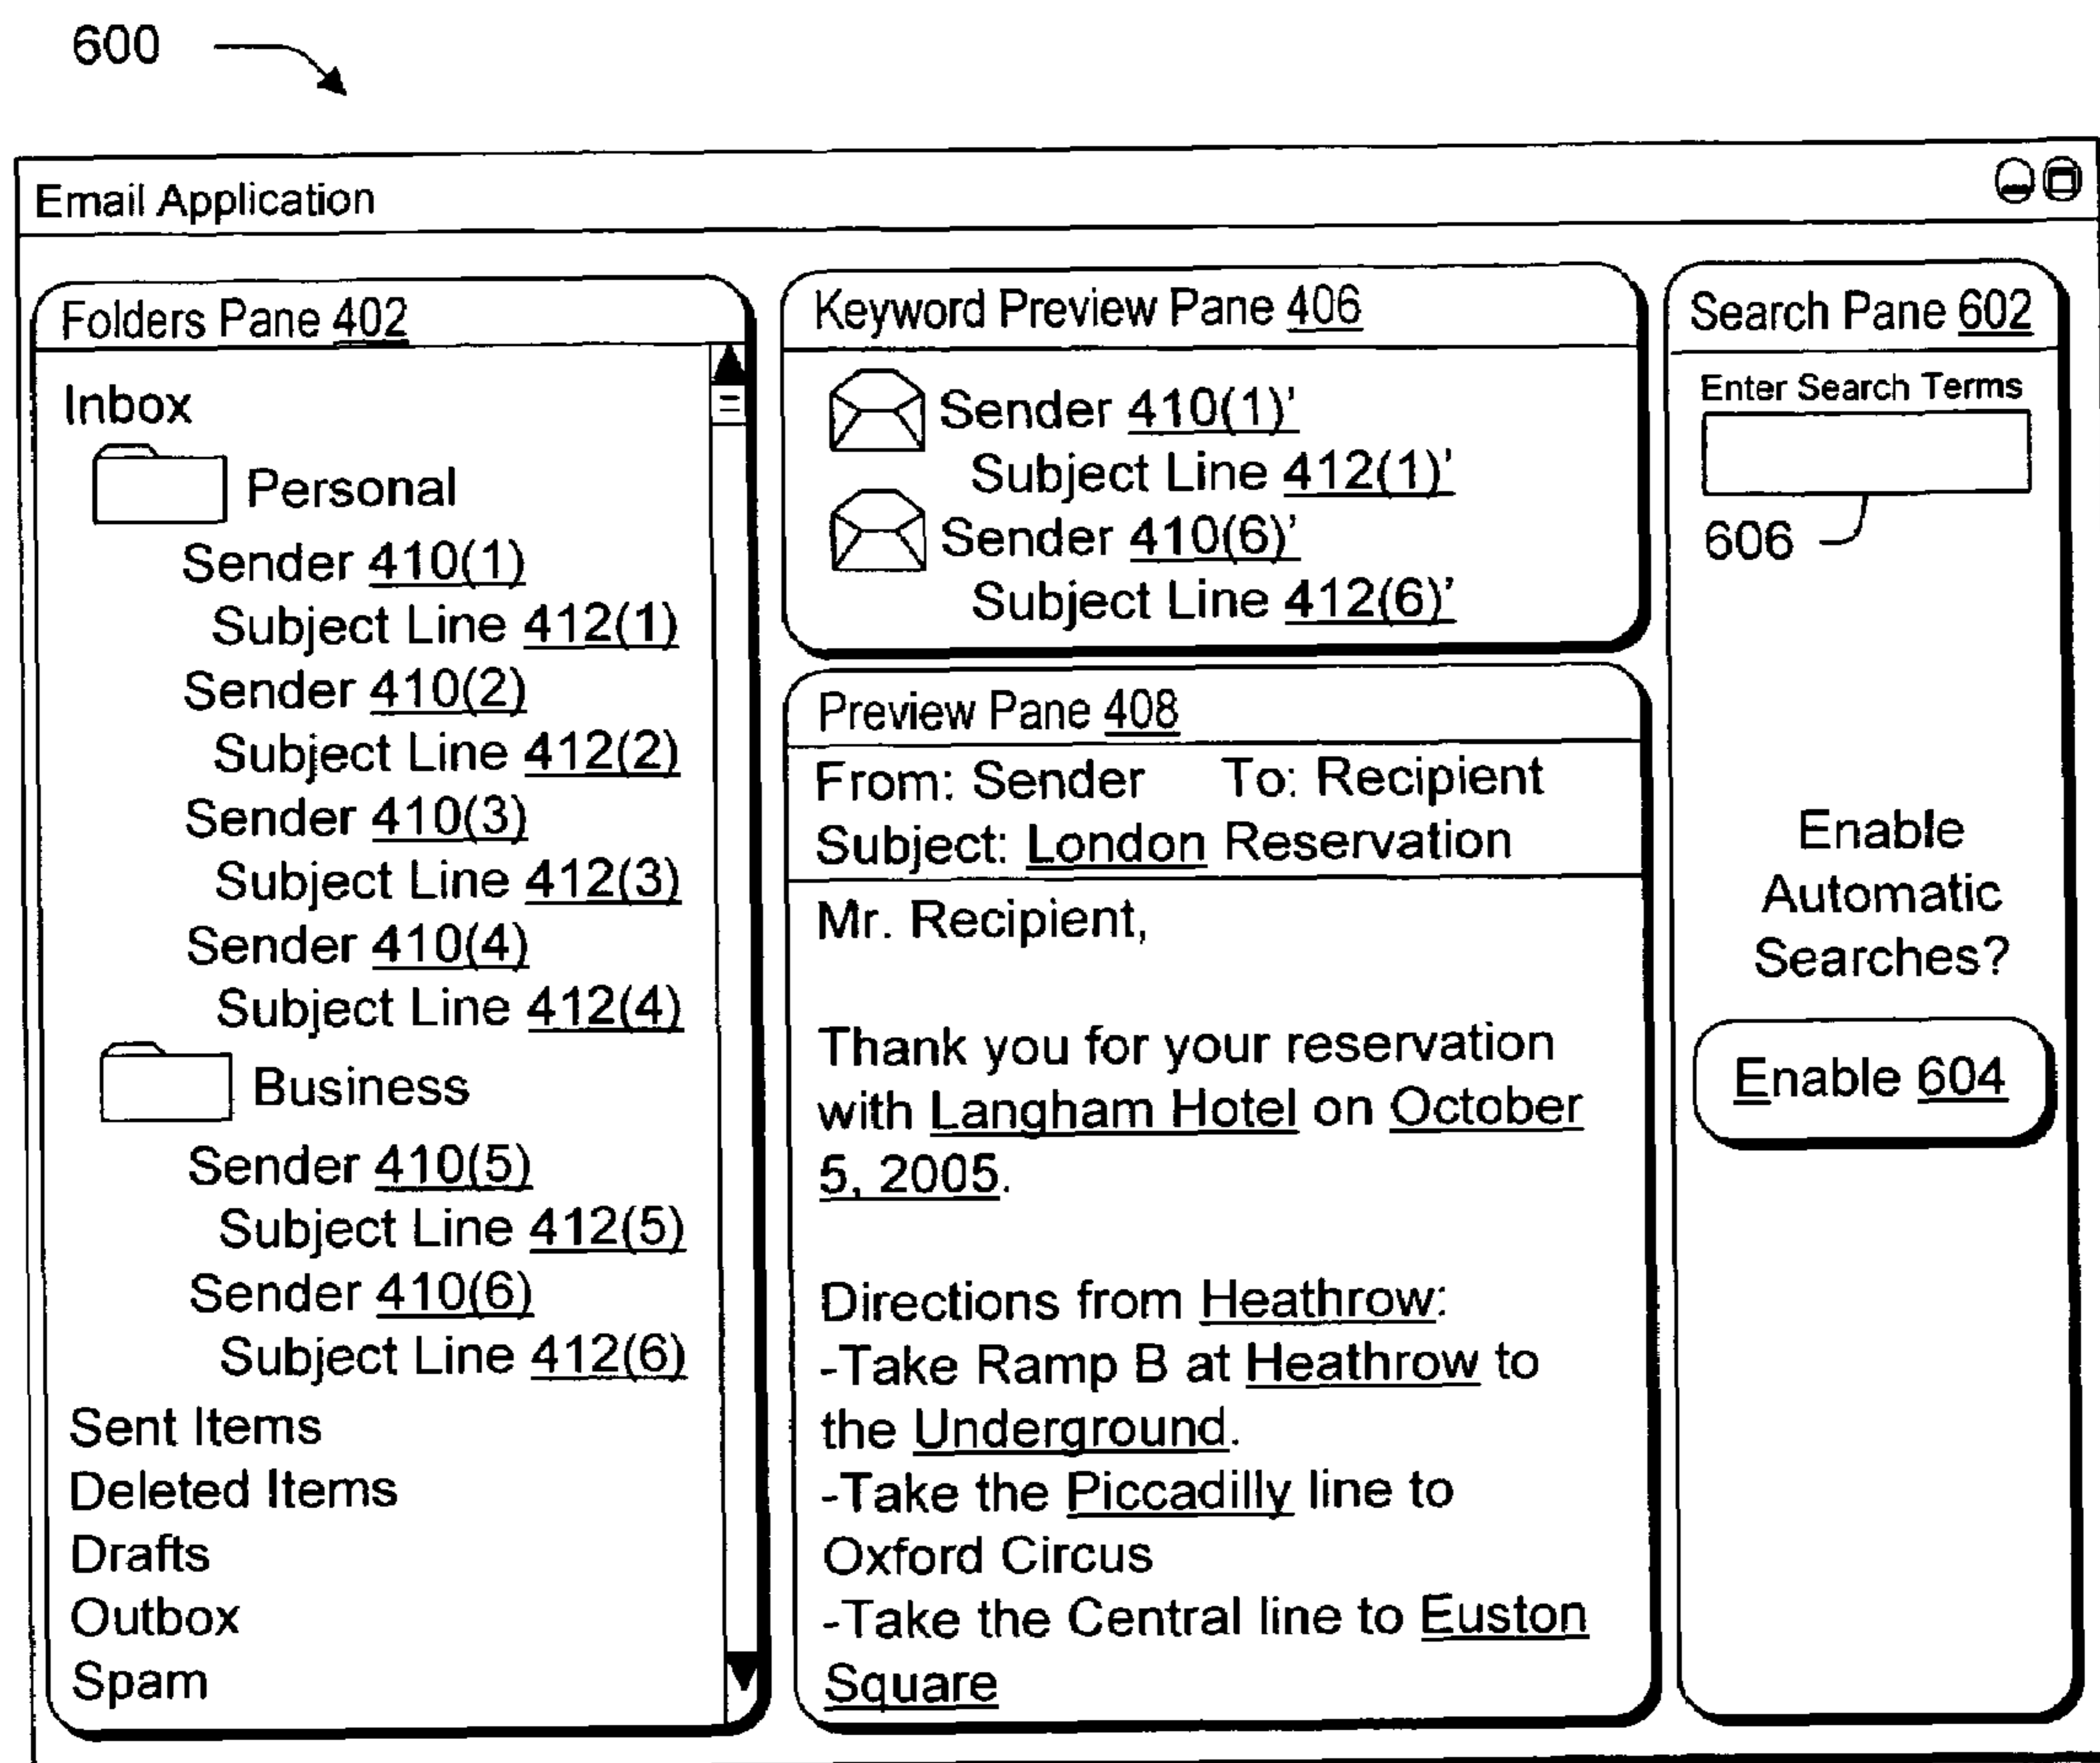 600
Email Application
Folders Pane 402
Inbox
Personal
Sender 410(1)
Subject Line 412(1)
Sender 410(2)
Subject Line 412(2)
Sender 410(3)
Subject Line 412(3)
Sender 410(4)
Subject Line 412(4)
Business
Sender 410(5)
Subject Line 412(5)
Sender 410(6)
Subject Line 412(6)
Sent Items
Deleted Items
Drafts
Outbox
Spam
Keyword Preview Pane 406
Sender 410(1)'
Subject Line 412(1)'
Sender 410(6)'
Subject Line 412(6)'
Preview Pane 408
From: Sender To: Recipient
Subject: London Reservation
Mr. Recipient,
Thank you for your reservation
with Langham Hotel on October
5, 2005.
Directions from Heathrow:
-Take Ramp B at Heathrow to
the Underground.
-Take the Piccadilly line to
Oxford Circus
-Take the Central line to Euston
Square
Search Pane 602
Enter Search Terms
606
Enable
Automatic
Searches?
Enable 604